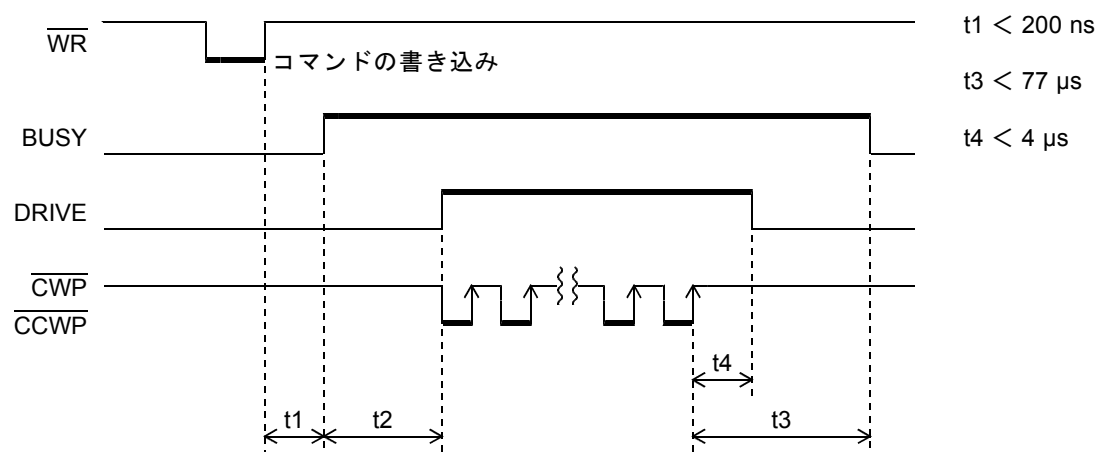 WR
コマンドの書き込み
BUSY
DRIVE
CWP
CCWP
t1
t2
t4
t3
t1 < 200 ns
t3 < 77 µs
t4 < 4 µs